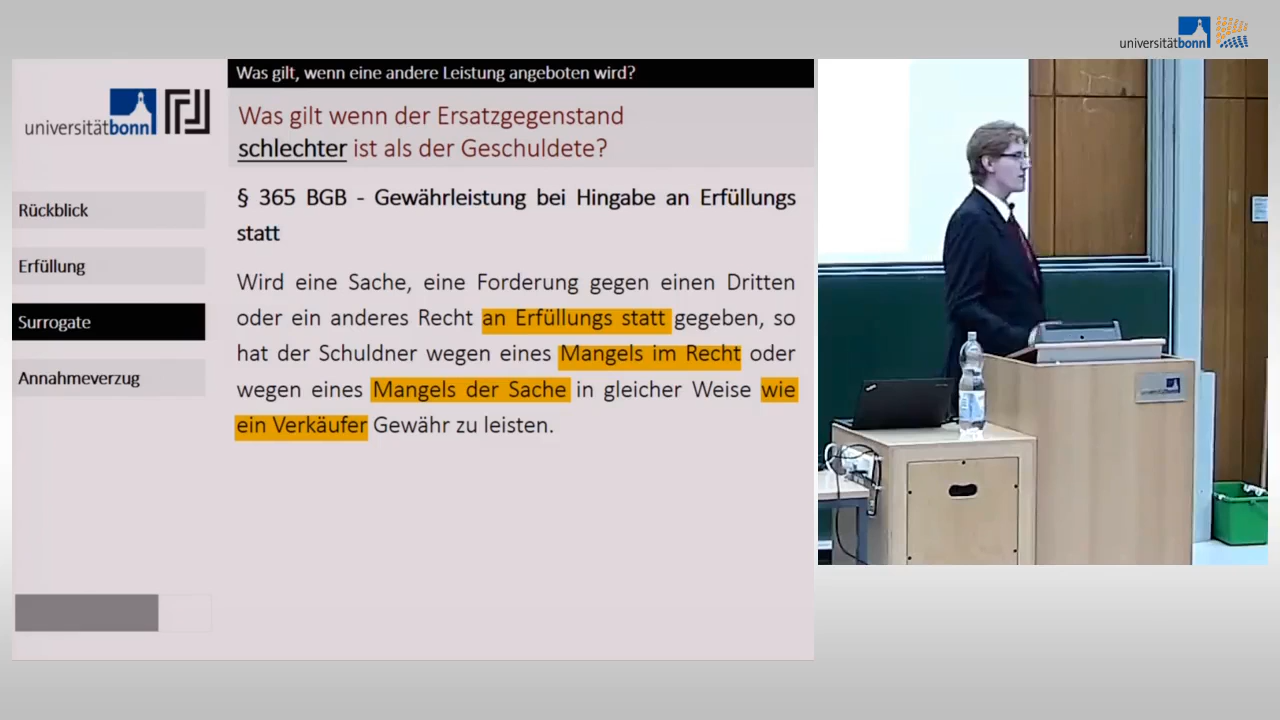 universitätbonn
Was gilt, wenn eine andere Leistung angeboten wird?
universitätbonn
Was gilt wenn der Ersatzgegenstand
schlechter ist als der Geschuldete?
Rückblick
Erfüllung
Surrogate
Annahmeverzug
§ 365 BGB - Gewährleistung bei Hingabe an Erfüllungs
statt
Wird eine Sache, eine Forderung gegen einen Dritten
oder ein anderes Recht an Erfüllungs statt gegeben, so
hat der Schuldner wegen eines Mangels im Recht oder
wegen eines Mangels der Sache in gleicher Weise wie
ein Verkäufer Gewähr zu leisten.